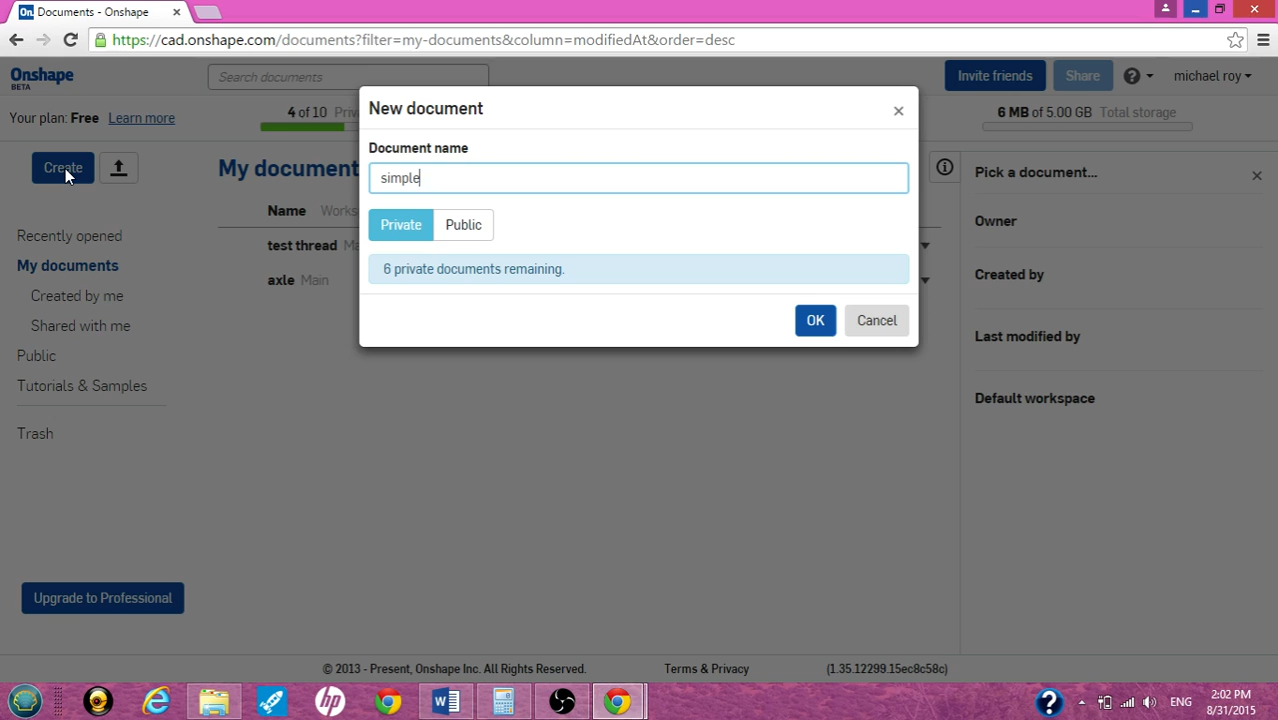 Documents - Onshape
https://cad.onshape.com/documents?filter=my-documents&column=modifiedAt&order=desc
Onshape
BETA
Search documents
Invite friends
Share
michael roy
Your plan: Free Learn more
4 of 10 Priv
6 MB of 5.00 GB Total storage
New document
Document name
simple
Private
Public
6 private documents remaining.
OK
Cancel
Create
My document
Name Works
test thread Ma
axle Main
Pick a document...
Owner
Created by
Last modified by
Default workspace
Recently opened
My documents
Created by me
Shared with me
Public
Tutorials & Samples
Trash
Upgrade to Professional
© 2013 - Present, Onshape Inc. All Rights Reserved.
Terms & Privacy
(1.35.12299.15ec8c58c)
ENG
2:02 PM
8/31/2015